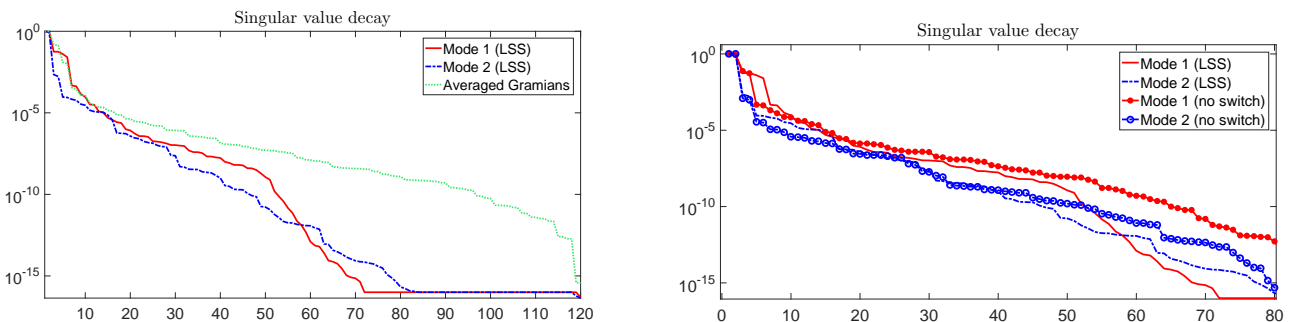 Singular value decay
10^0
10^-5
10^-10
10^-15
Mode 1 (LSS)
Mode 2 (LSS)
Averaged Gramians
10 20 30 40 50 60 70 80 90 100 110 120
Singular value decay
10^0
10^-5
10^-10
10^-15
Mode 1 (LSS)
Mode 2 (LSS)
Mode 1 (no switch)
Mode 2 (no switch)
0 10 20 30 40 50 60 70 80